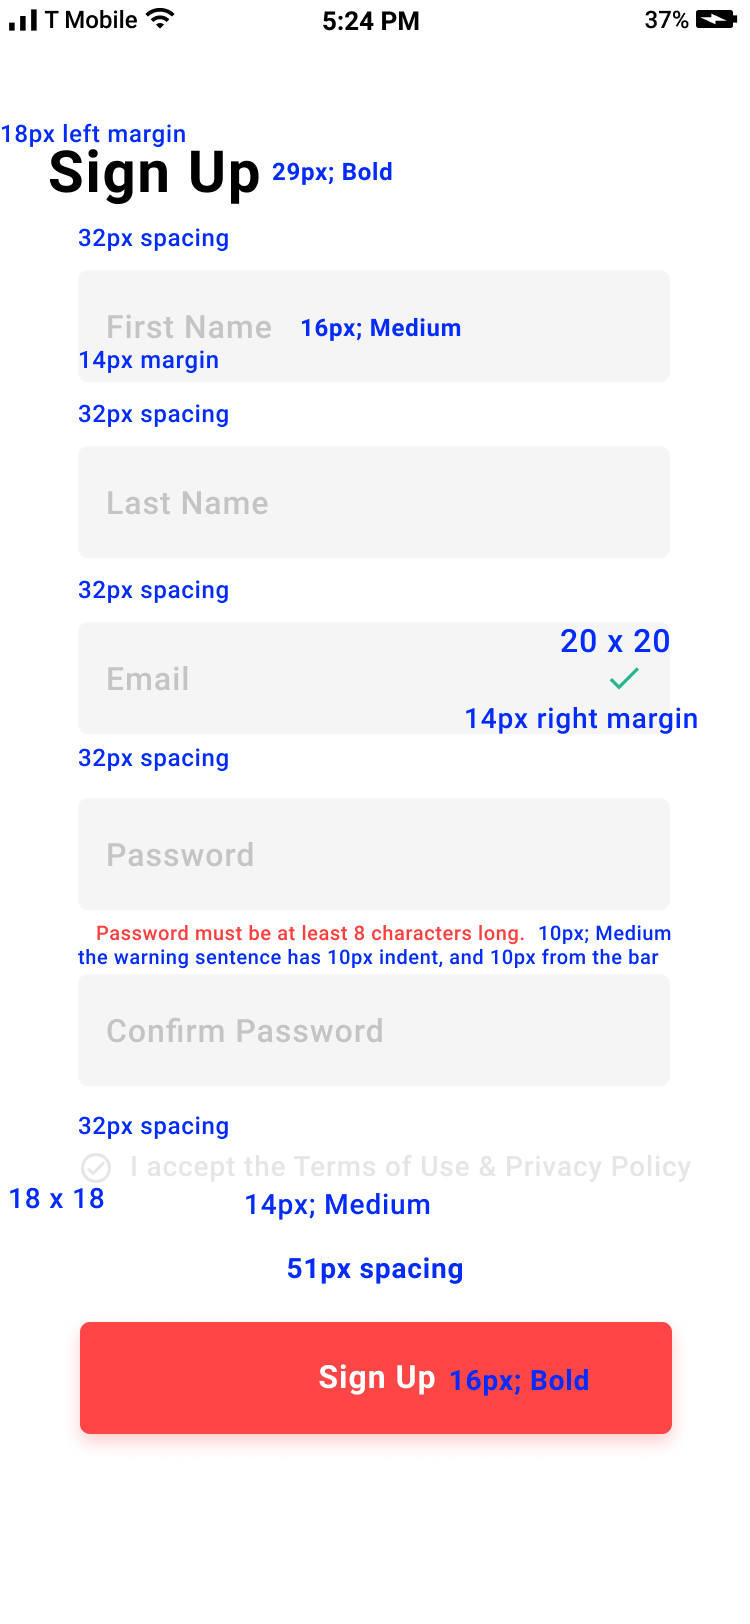 T Mobile 5:24 PM 37%
18px left margin
Sign Up 29px; Bold
32px spacing
First Name 16px; Medium
14px margin
32px spacing
Last Name
32px spacing
20 x 20
Email
14px right margin
32px spacing
Password
Password must be at least 8 characters long. 10px; Medium
the warning sentence has 10px indent, and 10px from the bar
Confirm Password
32px spacing
I accept the Terms of Use & Privacy Policy
18 x 18 14px; Medium
51px spacing
Sign Up 16px; Bold